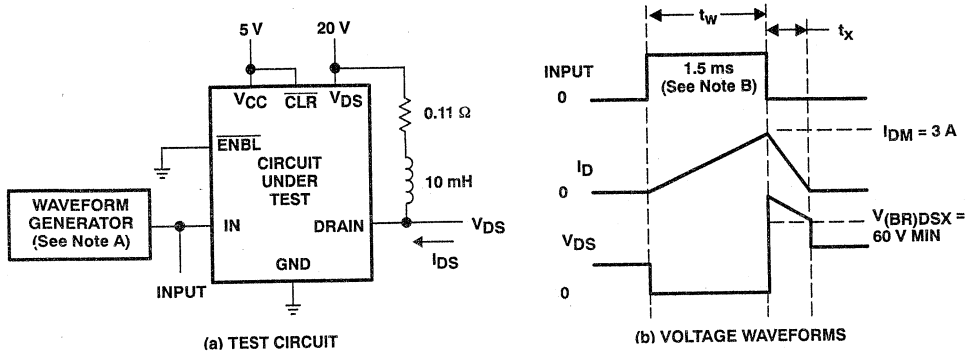 5 V
20 V
VCC
CLR
VDS
0.11 Ω
10 mH
ENBL
CIRCUIT
UNDER
TEST
WAVEFORM
GENERATOR
(See Note A)
IN
DRAIN
VDS
IDS
GND
INPUT
(a) TEST CIRCUIT
tw
tx
INPUT
0
1.5 ms
(See Note B)
IDM = 3 A
ID
0
V(BR)DSX =
60 V MIN
VDS
0
(b) VOLTAGE WAVEFORMS